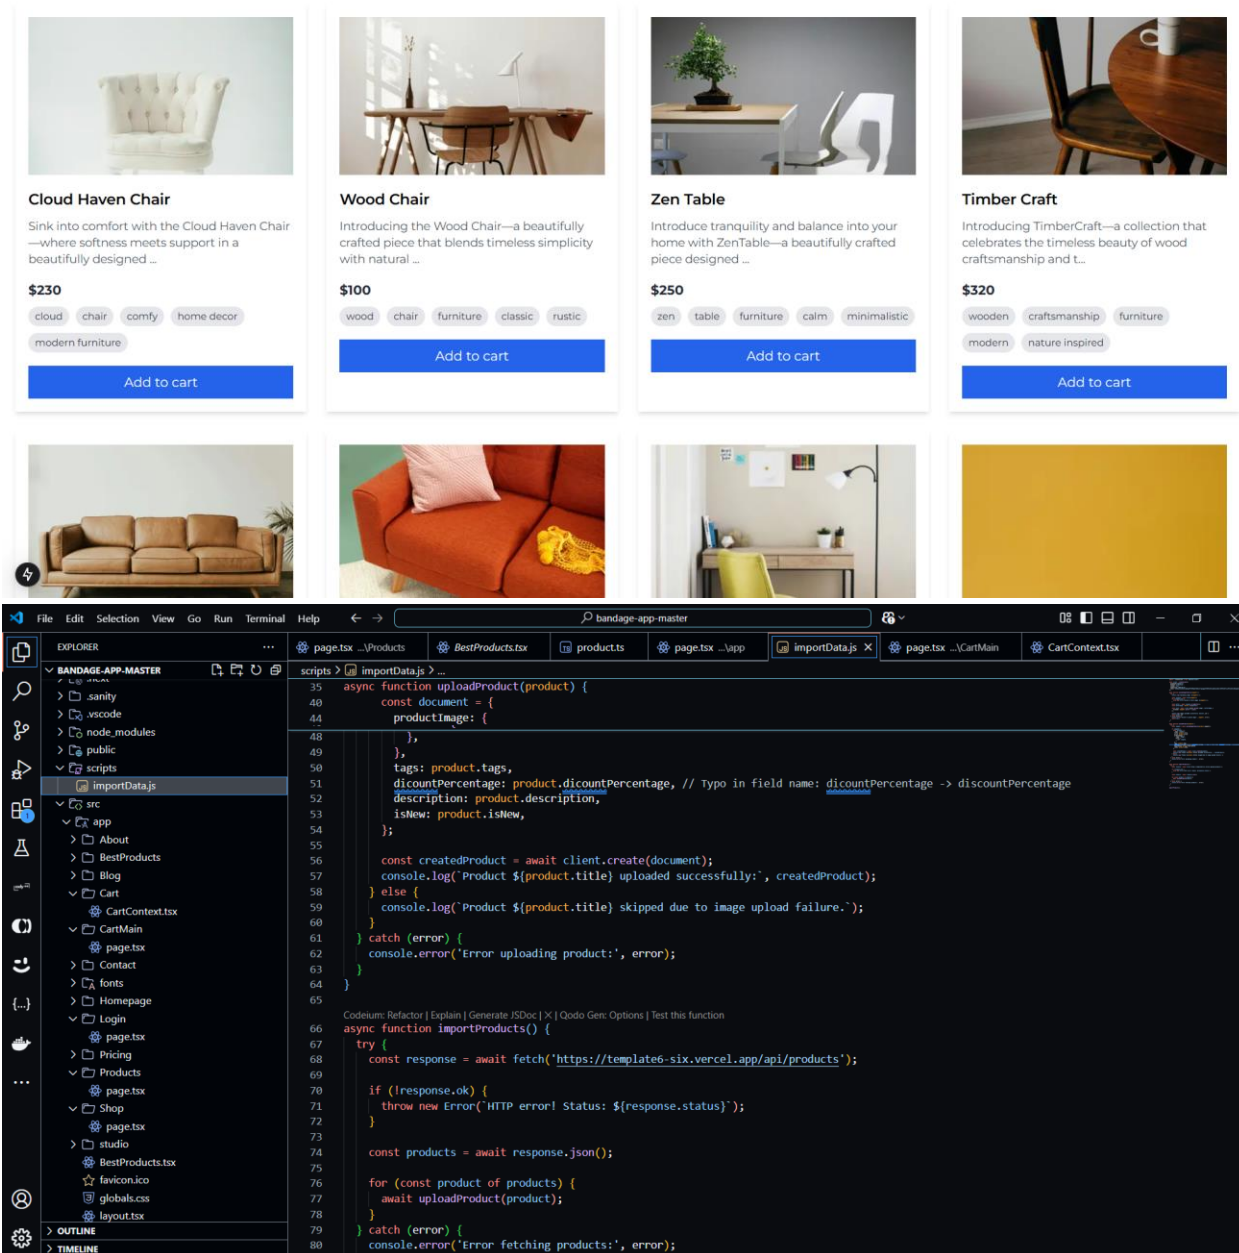 Cloud Haven Chair
Sink into comfort with the Cloud Haven Chair
—where softness meets support in a
beautifully designed ...
$230
cloud chair comfy home decor
modern furniture
Add to cart
Wood Chair
Introducing the Wood Chair—a beautifully
crafted piece that blends timeless simplicity
with natural ...
$100
wood chair furniture classic rustic
Add to cart
Zen Table
Introduce tranquility and balance into your
home with ZenTable—a beautifully crafted
piece designed ...
$250
zen table furniture calm minimalistic
Add to cart
Timber Craft
Introducing TimberCraft—a collection that
celebrates the timeless beauty of wood
craftsmanship and t...
$320
wooden craftsmanship furniture
modern nature inspired
Add to cart
File Edit Selection View Go Run Terminal Help
bandage-app-master
EXPLORER
BANDAGE-APP-MASTER
.sanity
.vscode
node_modules
public
scripts
importData.js
src
app
About
BestProducts
Blog
Cart
CartContext.tsx
CartMain
page.tsx
Contact
fonts
Homepage
Login
page.tsx
Pricing
Products
page.tsx
Shop
page.tsx
studio
BestProducts.tsx
favicon.ico
globals.css
layout.tsx
OUTLINE
TIMELINE
page.tsx ...\Products BestProducts.tsx product.ts page.tsx ...\app importData.js page.tsx ...\CartMain CartContext.tsx
scripts > importData.js > ...
35 async function uploadProduct(product) {
40 const document = {
44 productImage: {
48 },
49 },
50 tags: product.tags,
51 dicountPercentage: product.dicountPercentage, // Typo in field name: dicountPercentage -> discountPercentage
52 description: product.description,
53 isNew: product.isNew,
54 };
55
56 const createdProduct = await client.create(document);
57 console.log(`Product ${product.title} uploaded successfully:`, createdProduct);
58 } else {
59 console.log(`Product ${product.title} skipped due to image upload failure.`);
60 }
61 } catch (error) {
62 console.error('Error uploading product:', error);
63 }
64 }
65
Codeium: Refactor | Explain | Generate JSDoc | X | Qodo Gen: Options | Test this function
66 async function importProducts() {
67 try {
68 const response = await fetch('https://template6-six.vercel.app/api/products');
69
70 if (!response.ok) {
71 throw new Error(`HTTP error! Status: ${response.status}`);
72 }
73
74 const products = await response.json();
75
76 for (const product of products) {
77 await uploadProduct(product);
78 }
79 } catch (error) {
80 console.error('Error fetching products:', error);